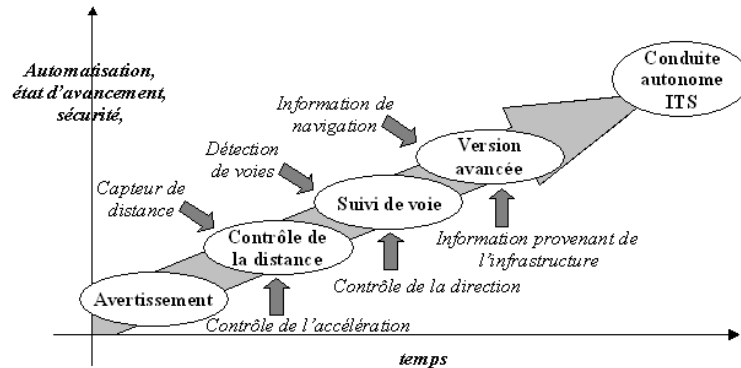 Automatisation,
état d'avancement,
sécurité,
Conduite
autonome
ITS
Information de
navigation
Version
avancée
Détection
de voies
Suivi de voie
Capteur de
distance
Contrôle de
la distance
Information provenant de
l'infrastructure
Avertissement
Contrôle de la direction
Contrôle de l'accélération
temps